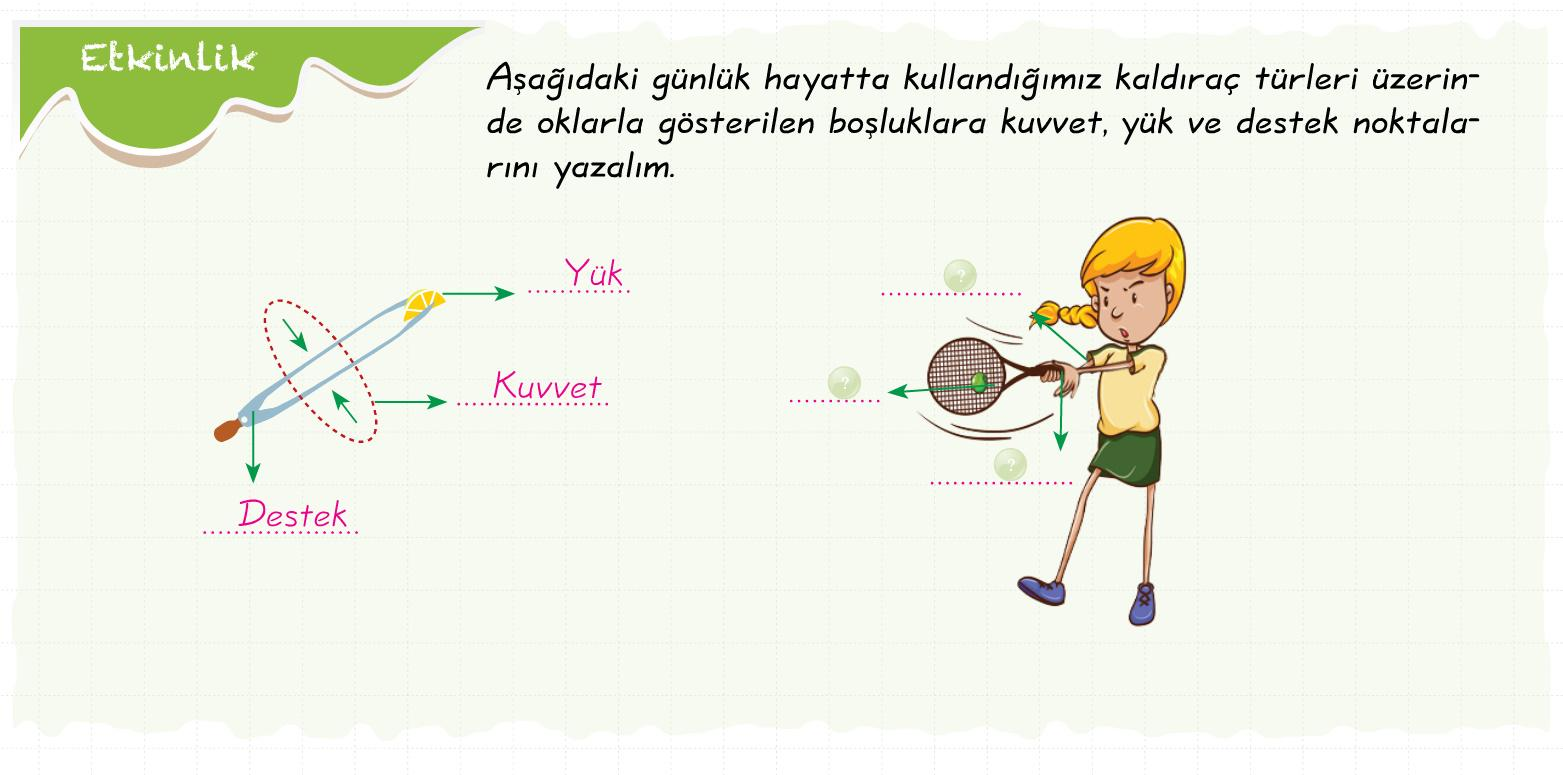 Etkinlik
Aşağıdaki günlük hayatta kullandığımız kaldıraç türleri üzerin-
de oklarla gösterilen boşluklara kuvvet, yük ve destek noktala-
rını yazalım.
Yük
?
?
Kuvvet
?
Destek